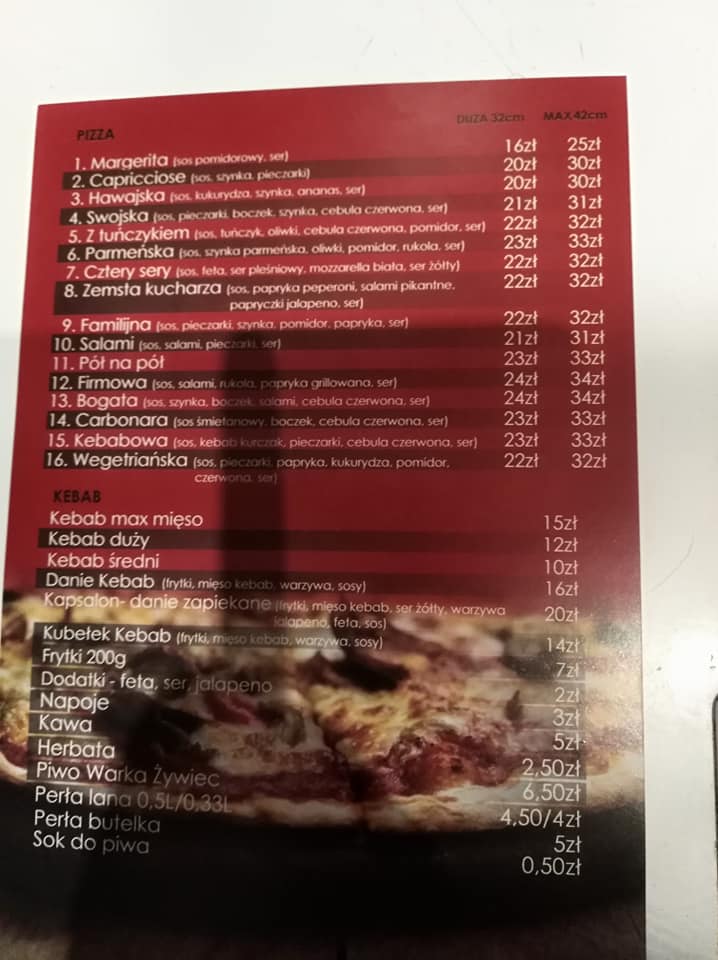 PIZZA DUŻA 32cm MAX 42cm
1. Margerita (sos pomidorowy, ser) 16zł 25zł
2. Capricciose (sos, szynka, pieczarki) 20zł 30zł
3. Hawajska (sos, kukurydza, szynka, ananas, ser) 20zł 30zł
4. Swojska (sos, pieczarki, boczek, szynka, cebula czerwona, ser) 21zł 31zł
5. Z tuńczykiem (sos, tuńczyk, oliwki, cebula czerwona, pomidor, ser) 22zł 32zł
6. Parmeńska (sos, szynka parmeńska, oliwki, pomidor, rukola, ser) 23zł 33zł
7. Cztery sery (sos, feta, ser pleśniowy, mozzarella biała, ser żółty) 22zł 32zł
8. Zemsta kucharza (sos, papryka peperoni, salami pikantne, 22zł 32zł
papryczki jalapeno, ser)
9. Familijna (sos, pieczarki, szynka, pomidor, papryka, ser) 22zł 32zł
10. Salami (sos, salami, pieczarki, ser) 21zł 31zł
11. Pół na pół 23zł 33zł
12. Firmowa (sos, salami, rukola, papryka grillowana, ser) 24zł 34zł
13. Bogata (sos, szynka, boczek, salami, cebula czerwona, ser) 24zł 34zł
14. Carbonara (sos śmietanowy, boczek, cebula czerwona, ser) 23zł 33zł
15. Kebabowa (sos, kebab kurczak, pieczarki, cebula czerwona, ser) 23zł 33zł
16. Wegetriańska (sos, pieczarki, papryka, kukurydza, pomidor, 22zł 32zł
czerwona, ser)
KEBAB
Kebab max mięso 15zł
Kebab duży 12zł
Kebab średni 10zł
Danie Kebab (frytki, mięso kebab, warzywa, sosy) 16zł
Kapsalon- danie zapiekane (frytki, mięso kebab, ser żółty, warzywa 20zł
jalapeno, feta, sos)
Kubełek Kebab (frytki, mięso kebab, warzywa, sosy) 14zł
Frytki 200g 7zł
Dodatki - feta, ser, jalapeno 2zł
Napoje 3zł
Kawa 5zł
Herbata 2,50zł
Piwo Warka Żywiec 6,50zł
Perła lana 0,5L/0,33L 4,50/4zł
Perła butelka 5zł
Sok do piwa 0,50zł